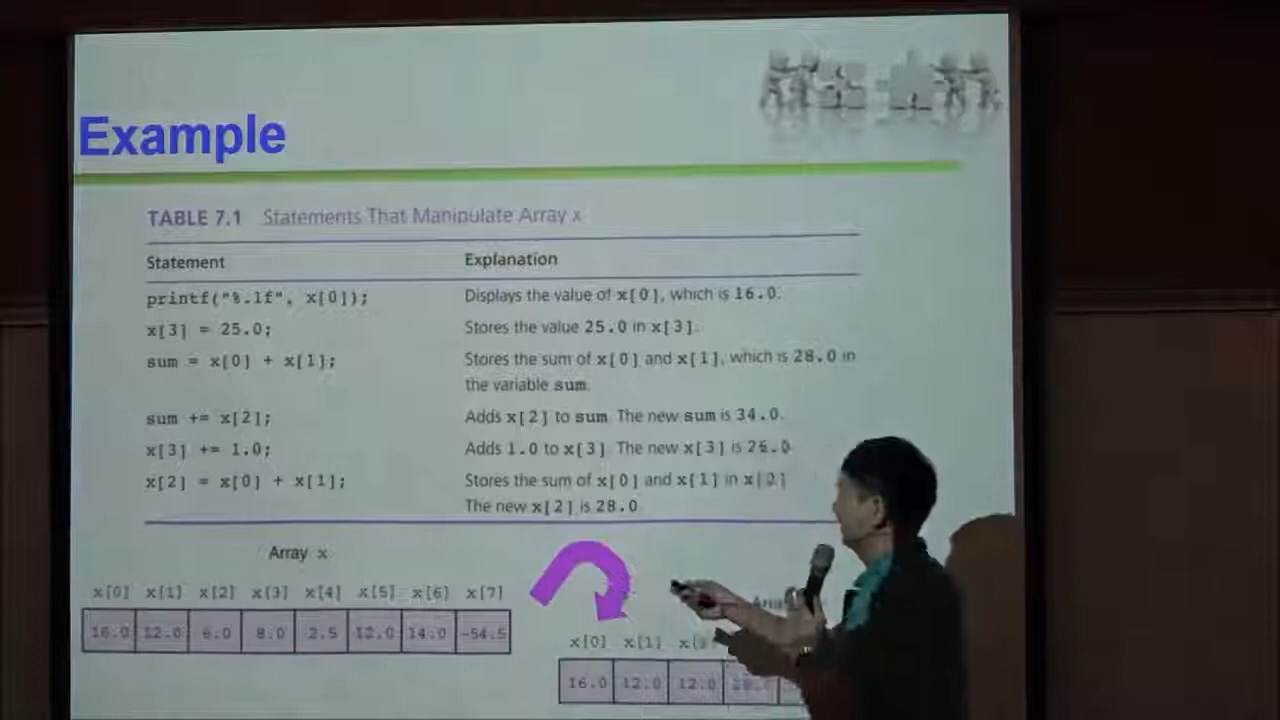 Example
TABLE 7.1 Statements That Manipulate Array x
Statement Explanation
printf("%.1f", x[0]); Displays the value of x[0], which is 16.0.
x[3] = 25.0; Stores the value 25.0 in x[3].
sum = x[0] + x[1]; Stores the sum of x[0] and x[1], which is 28.0 in
the variable sum.
sum += x[2]; Adds x[2] to sum. The new sum is 34.0.
x[3] += 1.0; Adds 1.0 to x[3]. The new x[3] is 26.0
x[2] = x[0] + x[1]; Stores the sum of x[0] and x[1] in x[2]
The new x[2] is 28.0
Array x
x[0] x[1] x[2] x[3] x[4] x[5] x[6] x[7]
16.0 12.0 6.0 8.0 2.5 12.0 14.0 -54.5
x[0] x[1]
16.0 12.0 12.0